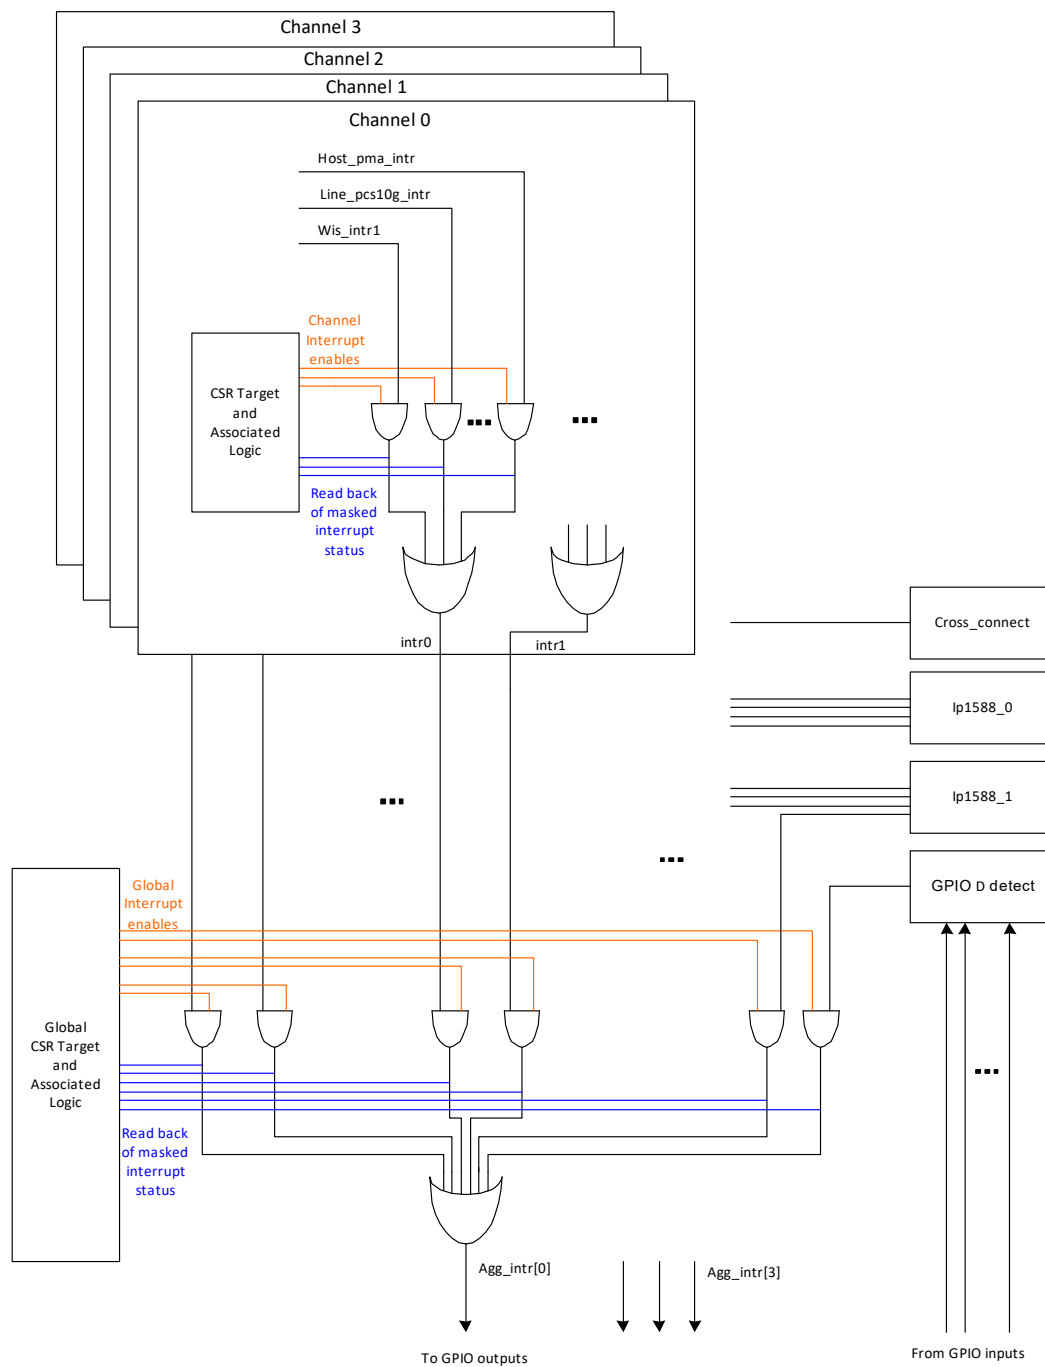 Channel 3
Channel 2
Channel 1
Channel 0
Host_pma_intr
Line_pcs10g_intr
Wis_intr1
Channel
Interrupt
enables
CSR Target
and
Associated
Logic
Read back
of masked
interrupt
status
intr0
intr1
Cross_connect
Ip1588_0
Ip1588_1
GPIO D detect
Global
Interrupt
enables
Global
CSR Target
and
Associated
Logic
Read back
of masked
interrupt
status
Agg_intr[0]
Agg_intr[3]
To GPIO outputs
From GPIO inputs